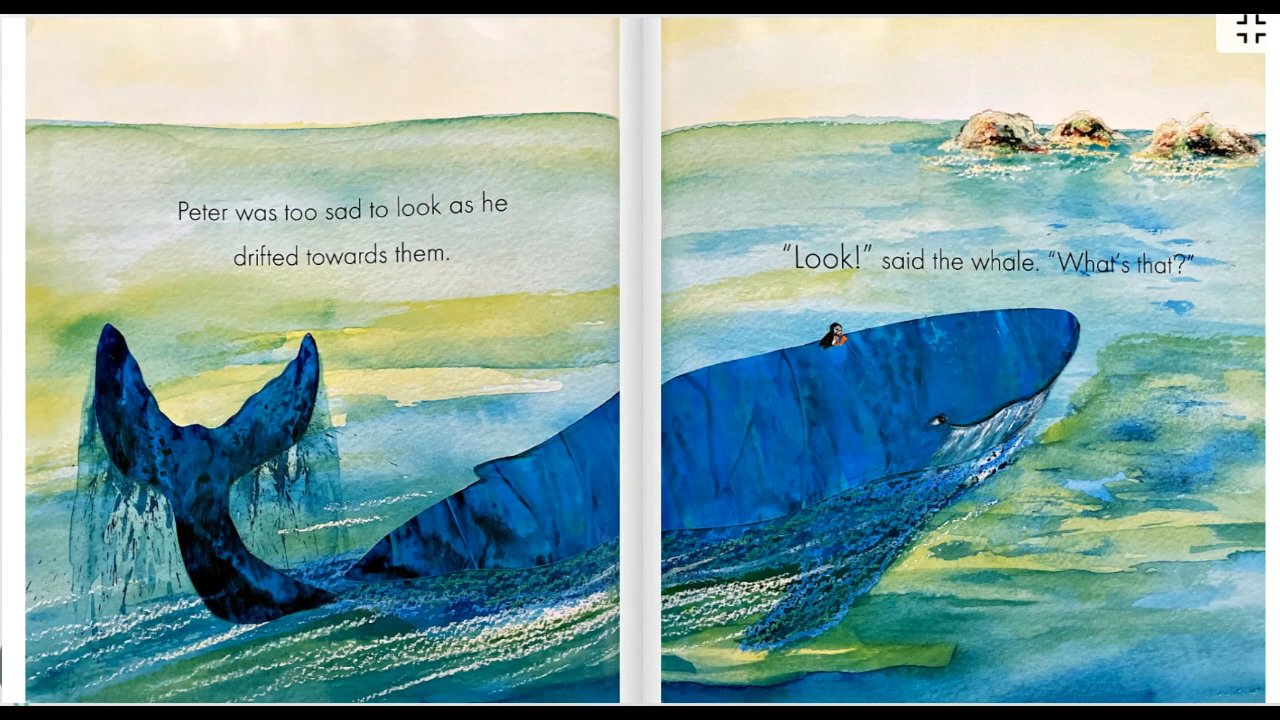 Peter was too sad to look as he
drifted towards them.
“Look!” said the whale. “What's that?”